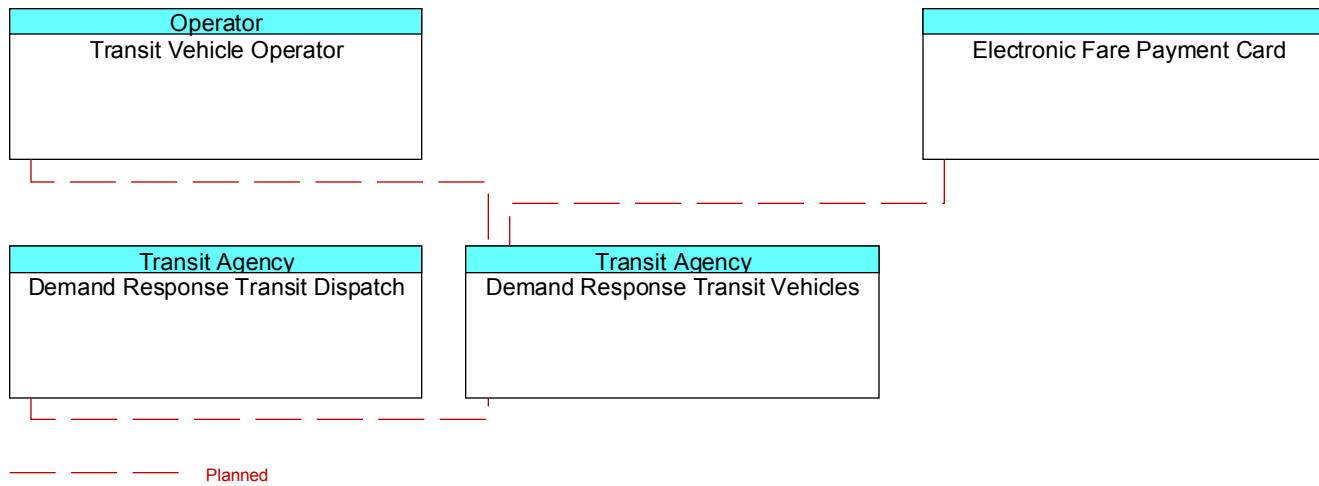 Operator
Transit Vehicle Operator
Electronic Fare Payment Card
Transit Agency
Demand Response Transit Dispatch
Transit Agency
Demand Response Transit Vehicles
Planned